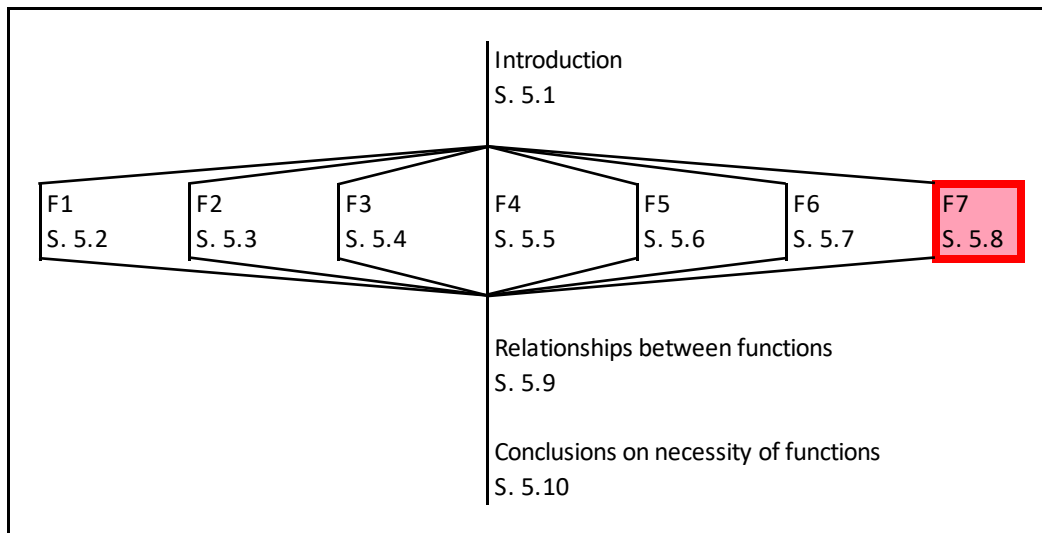 Introduction
S. 5.1
F1
S. 5.2
F2
S. 5.3
F3
S. 5.4
F4
S. 5.5
F5
S. 5.6
F6
S. 5.7
F7
S. 5.8
Relationships between functions
S. 5.9
Conclusions on necessity of functions
S. 5.10